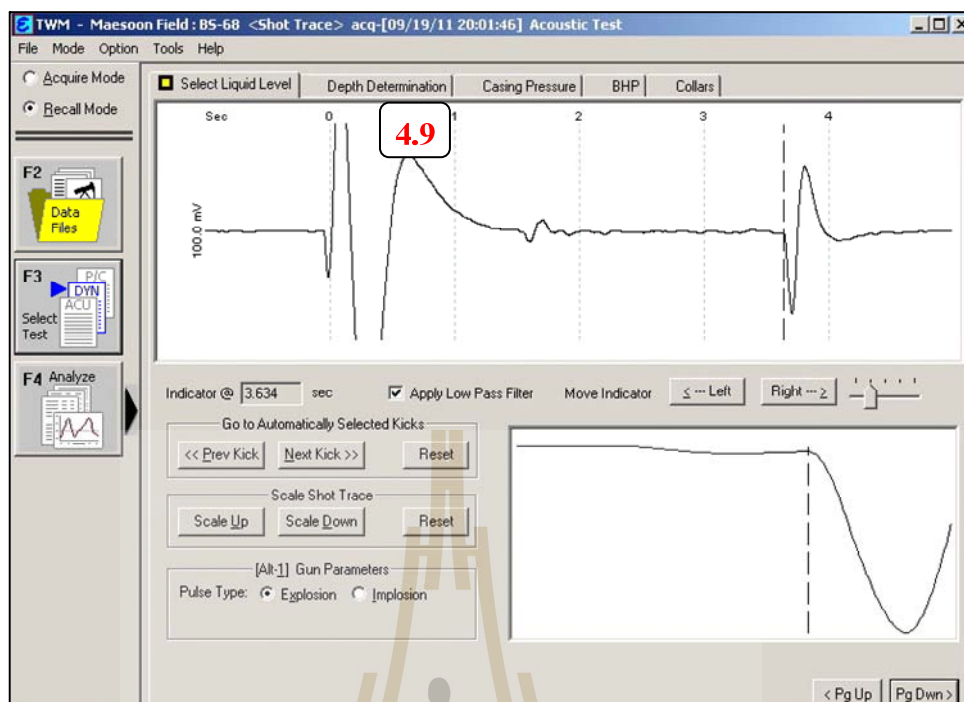 TWM - Maesoon Field : BS-68 <Shot Trace> acq-[09/19/11 20:01:46] Acoustic Test
File Mode Option Tools Help
Acquire Mode
Recall Mode
Select Liquid Level Depth Determination Casing Pressure BHP Collars
Sec 0 1 2 3 4
4.9
100.0 mV
F2
Data
Files
F3
P/C
DYN
ACU
Select
Test
F4 Analyze
Indicator @ 3.634 sec Apply Low Pass Filter Move Indicator < --- Left Right --- >
Go to Automatically Selected Kicks
<< Prev Kick Next Kick >> Reset
Scale Shot Trace
Scale Up Scale Down Reset
[Alt-1] Gun Parameters
Pulse Type: Explosion Implosion
< Pg Up Pg Dwn >